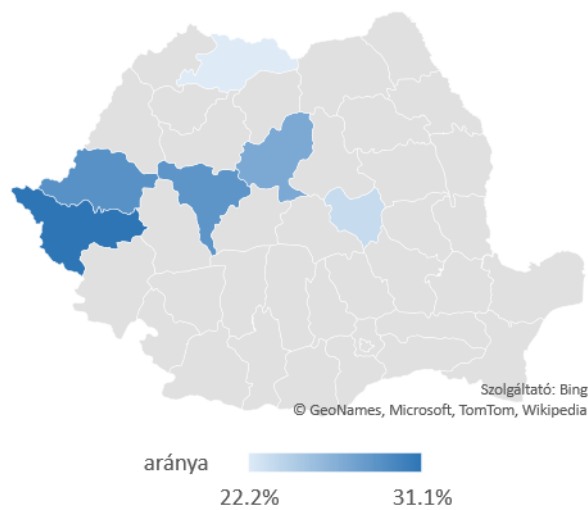 Szolgáltató: Bing
© GeoNames, Microsoft, TomTom, Wikipedia
aránya
22.2%
31.1%